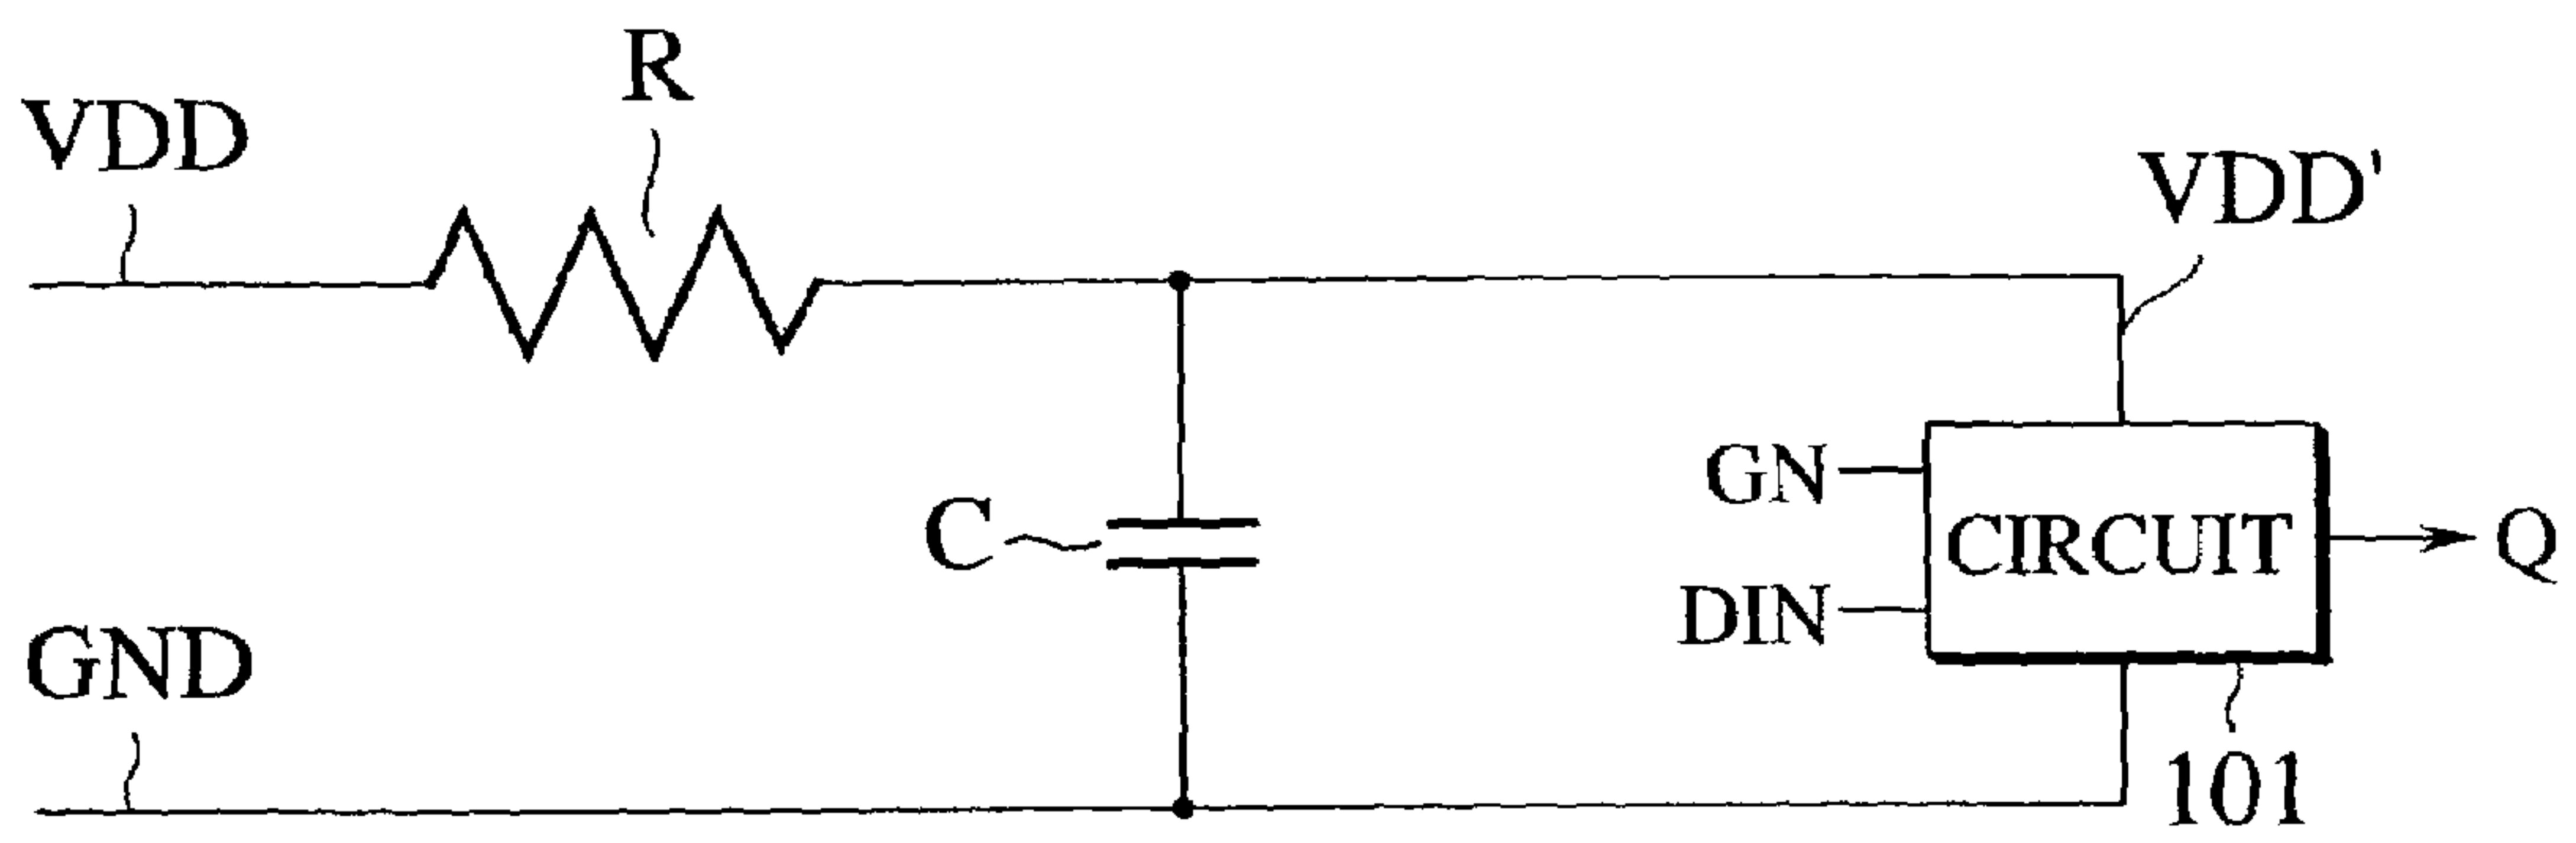 R
VDD
VDD'
GN
C
CIRCUIT
Q
DIN
GND
101